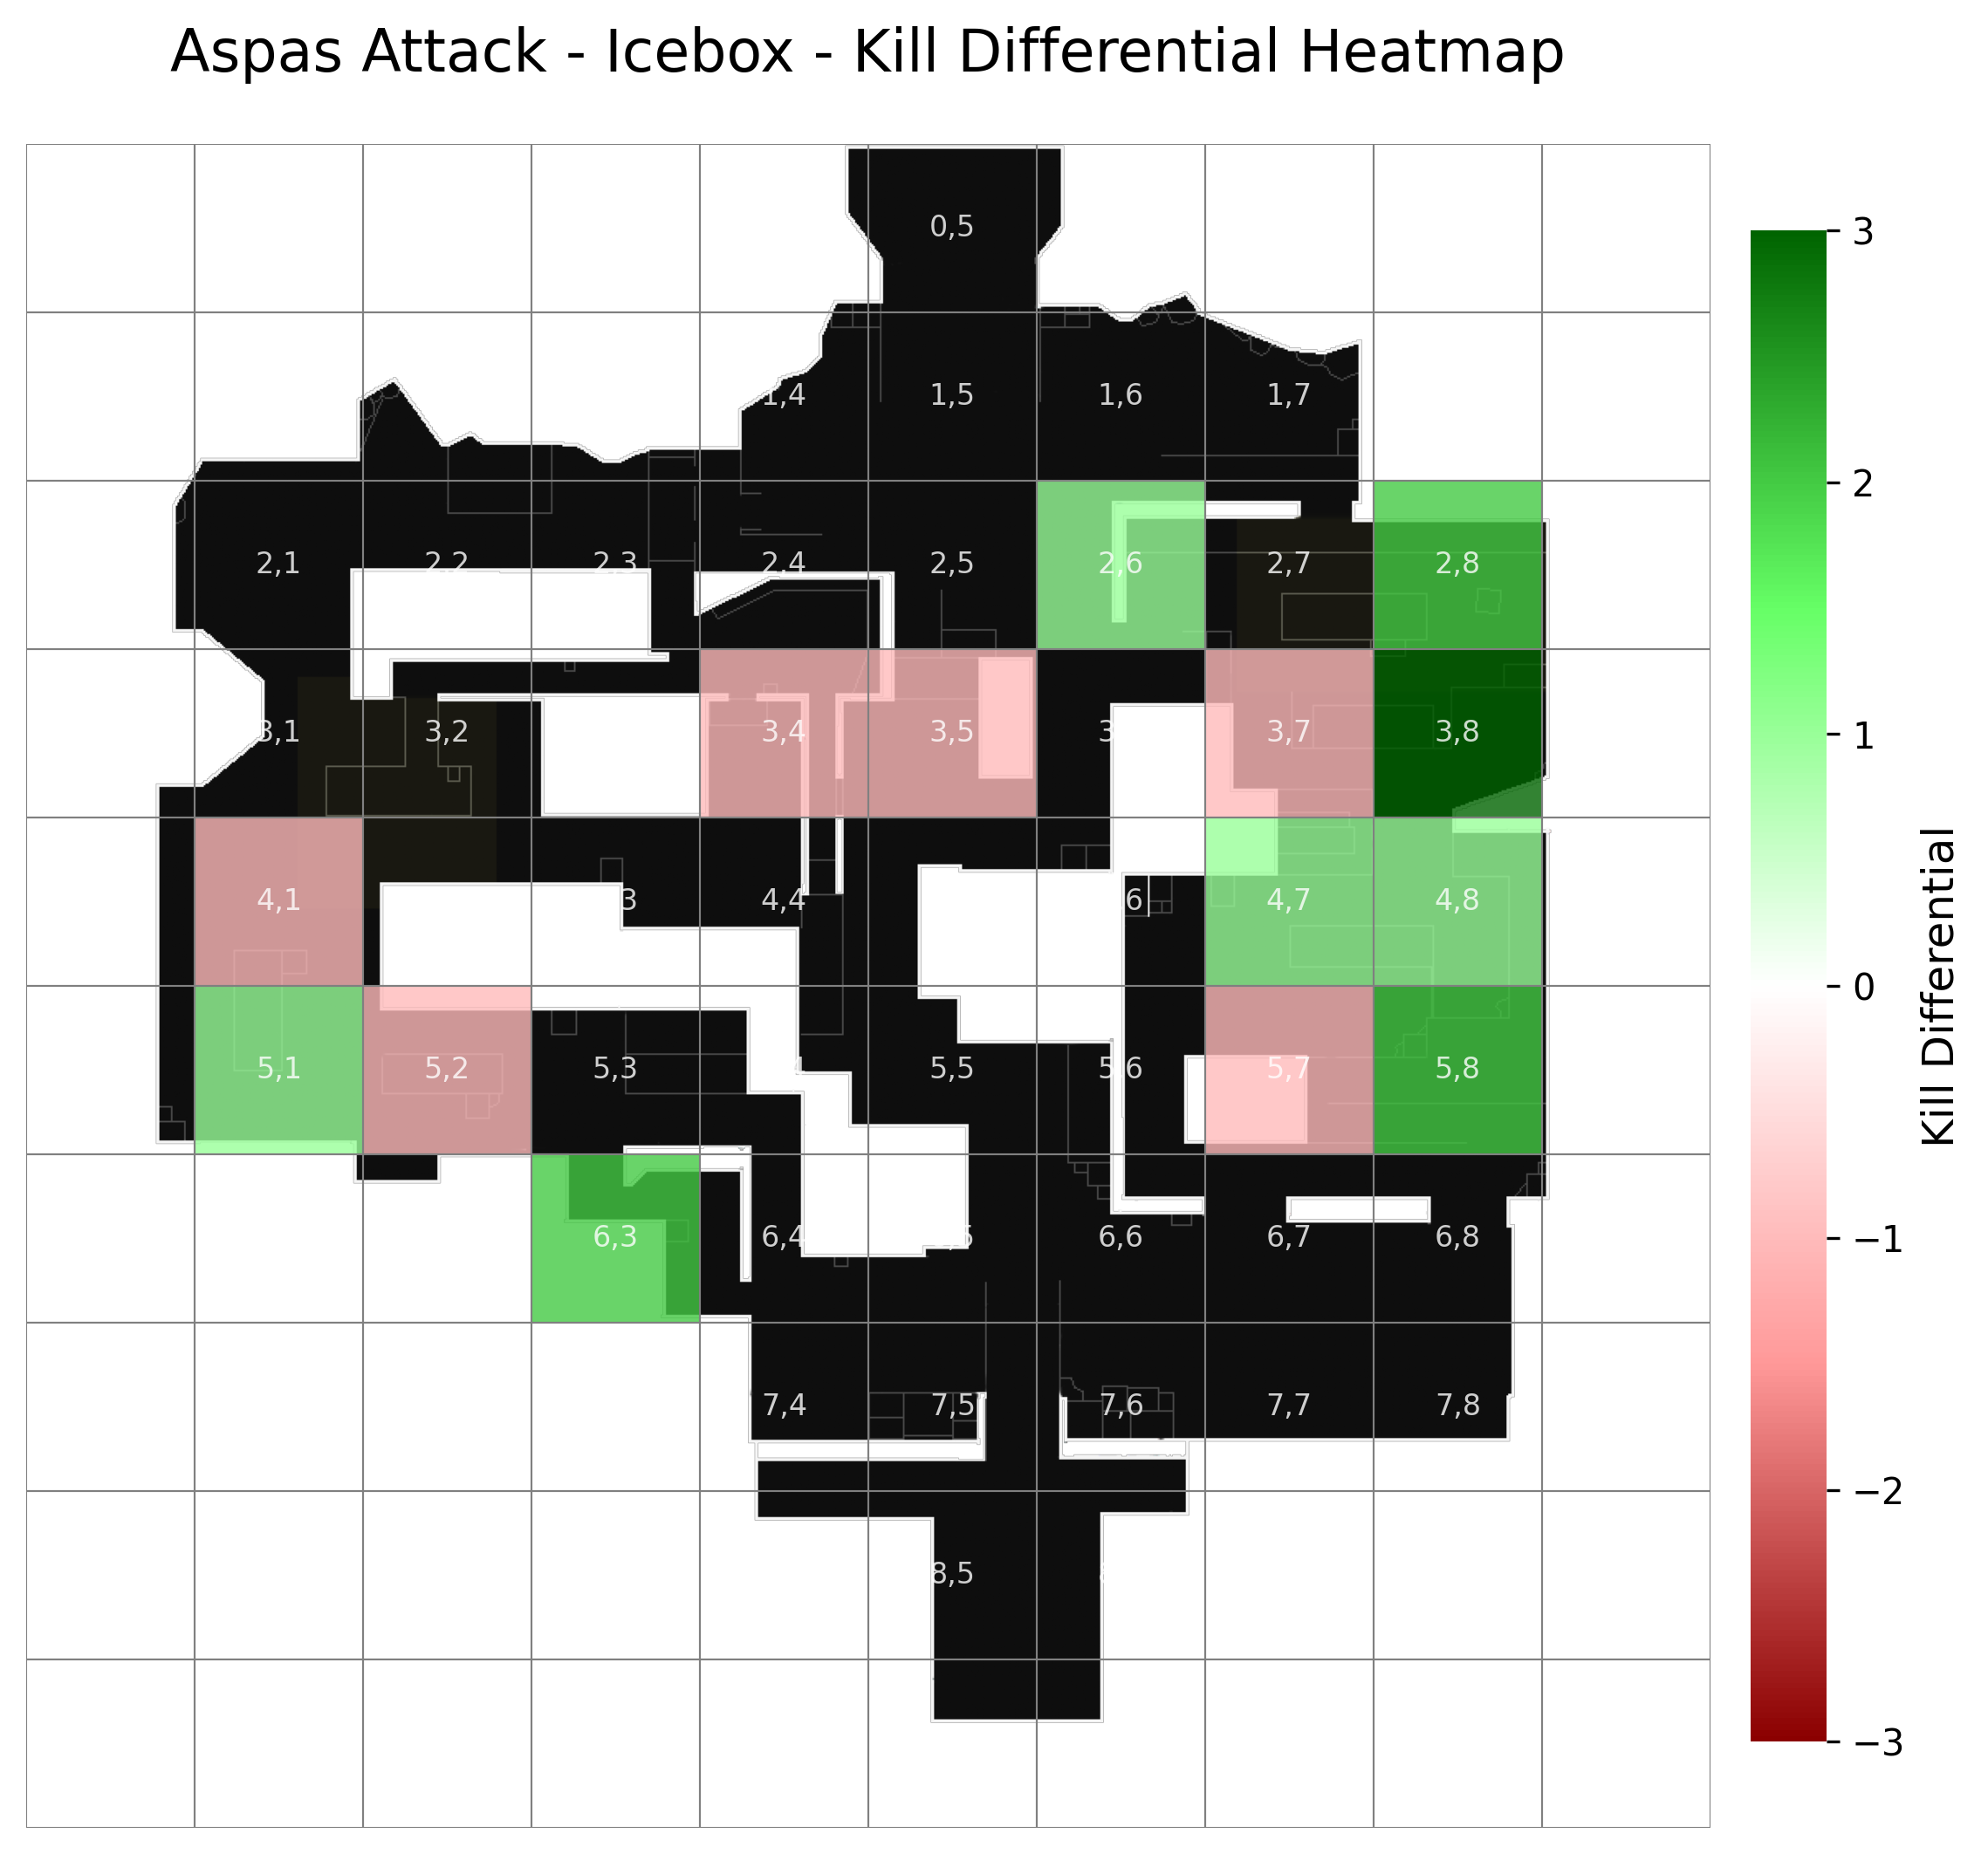 Aspas Attack - Icebox - Kill Differential Heatmap
0,5
1,4 1,5 1,6 1,7
2,1 2,2 2,3 2,4 2,5 2,6 2,7 2,8
3,1 3,2 3,4 3,5 3 3,7 3,8
4,1 3 4,4 6 4,7 4,8
5,1 5,2 5,3 5,5 5,6 5,7 5,8
6,3 6,4 6,6 6,7 6,8
7,4 7,5 7,6 7,7 7,8
8,5
3
2
1
0
−1
−2
−3
Kill Differential